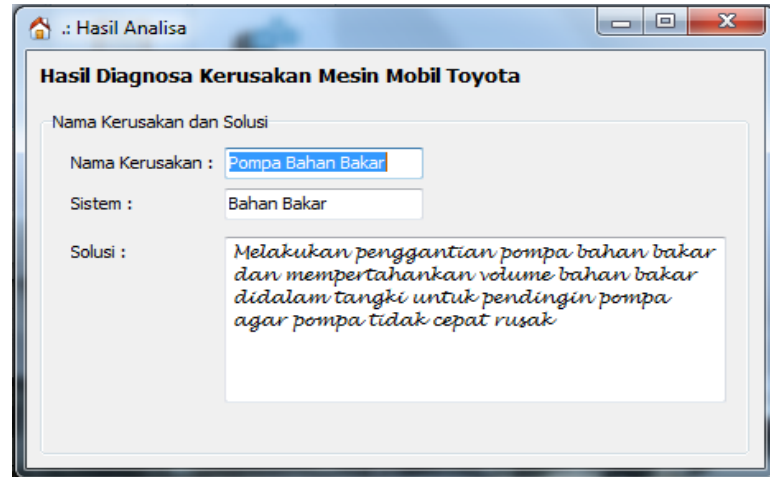 .: Hasil Analisa
Hasil Diagnosa Kerusakan Mesin Mobil Toyota
Nama Kerusakan dan Solusi
Nama Kerusakan : Pompa Bahan Bakar
Sistem : Bahan Bakar
Solusi : Melakukan penggantian pompa bahan bakar
dan mempertahankan volume bahan bakar
didalam tangki untuk pendingin pompa
agar pompa tidak cepat rusak